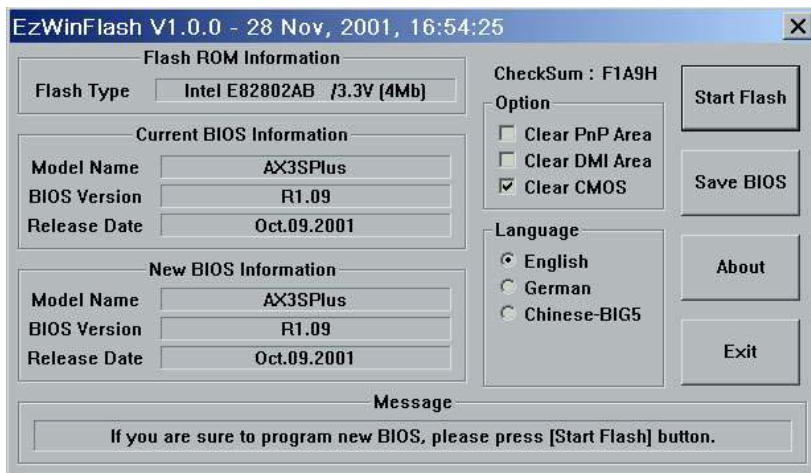 EzWinFlash V1.0.0 - 28 Nov, 2001, 16:54:25
Flash ROM Information
Flash Type Intel E82802AB /3.3V (4Mb)
Current BIOS Information
Model Name AX3SPlus
BIOS Version R1.09
Release Date Oct.09.2001
New BIOS Information
Model Name AX3SPlus
BIOS Version R1.09
Release Date Oct.09.2001
CheckSum : F1A9H
Option
Clear PnP Area
Clear DMI Area
Clear CMOS
Language
English
German
Chinese-BIG5
Start Flash
Save BIOS
About
Exit
Message
If you are sure to program new BIOS, please press [Start Flash] button.